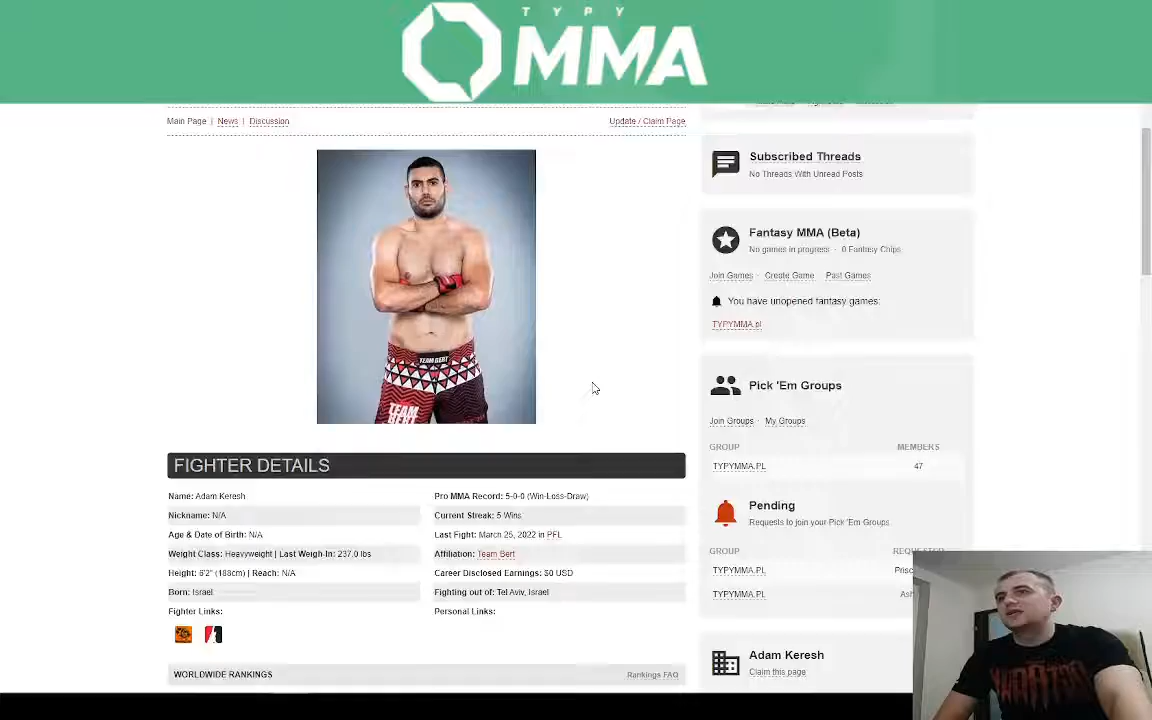 TYPY
MMA
Main Page | News | Discussion
Update / Claim Page
TEAM BERT
TEAM
BERT
FIGHTER DETAILS
Name: Adam Keresh
Pro MMA Record: 5-0-0 (Win-Loss-Draw)
Nickname: N/A
Current Streak: 5 Wins
Age & Date of Birth: N/A
Last Fight: March 25, 2022 in PFL
Weight Class: Heavyweight | Last Weigh-In: 237.0 lbs
Affiliation: Team Bert
Height: 6'2" (188cm) | Reach: N/A
Career Disclosed Earnings: $0 USD
Born: Israel
Fighting out of: Tel Aviv, Israel
Fighter Links:
Personal Links:
WORLDWIDE RANKINGS
Rankings FAQ
Subscribed Threads
No Threads With Unread Posts
Fantasy MMA (Beta)
No games in progress · 0 Fantasy Chips
Join Games · Create Game · Past Games
You have unopened fantasy games:
TYPYMMA.pl
Pick 'Em Groups
Join Groups · My Groups
GROUP MEMBERS
TYPYMMA.PL 47
Pending
Requests to join your Pick 'Em Groups
GROUP
TYPYMMA.PL Prisc
TYPYMMA.PL Ash
Adam Keresh
Claim this page